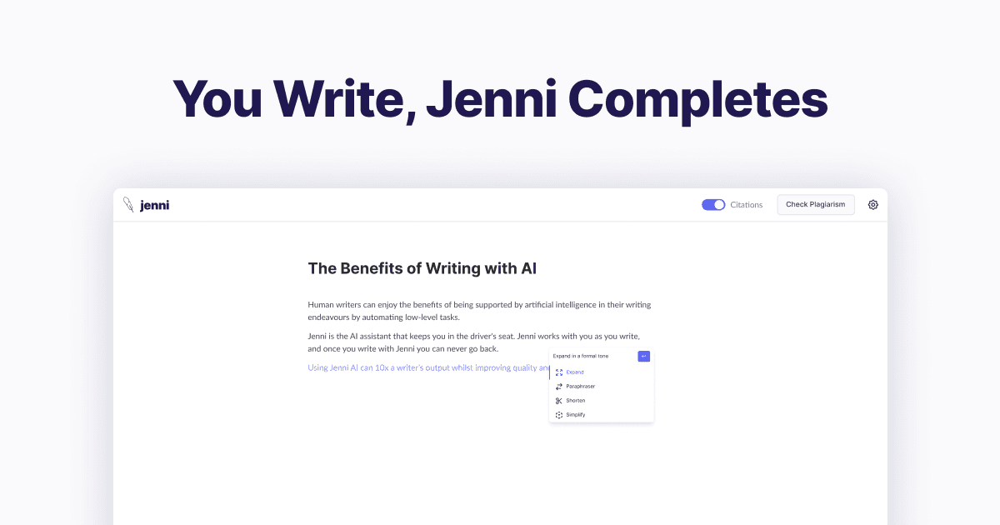 You Write, Jenni Completes
jenni
Citations
Check Plagiarism
The Benefits of Writing with AI
Human writers can enjoy the benefits of being supported by artificial intelligence in their writing
endeavours by automating low-level tasks.
Jenni is the AI assistant that keeps you in the driver's seat. Jenni works with you as you write,
and once you write with Jenni you can never go back.
Using Jenni AI can 10x a writer's output whilst improving quality and
Expand in a formal tone
Expand
Paraphraser
Shorten
Simplify